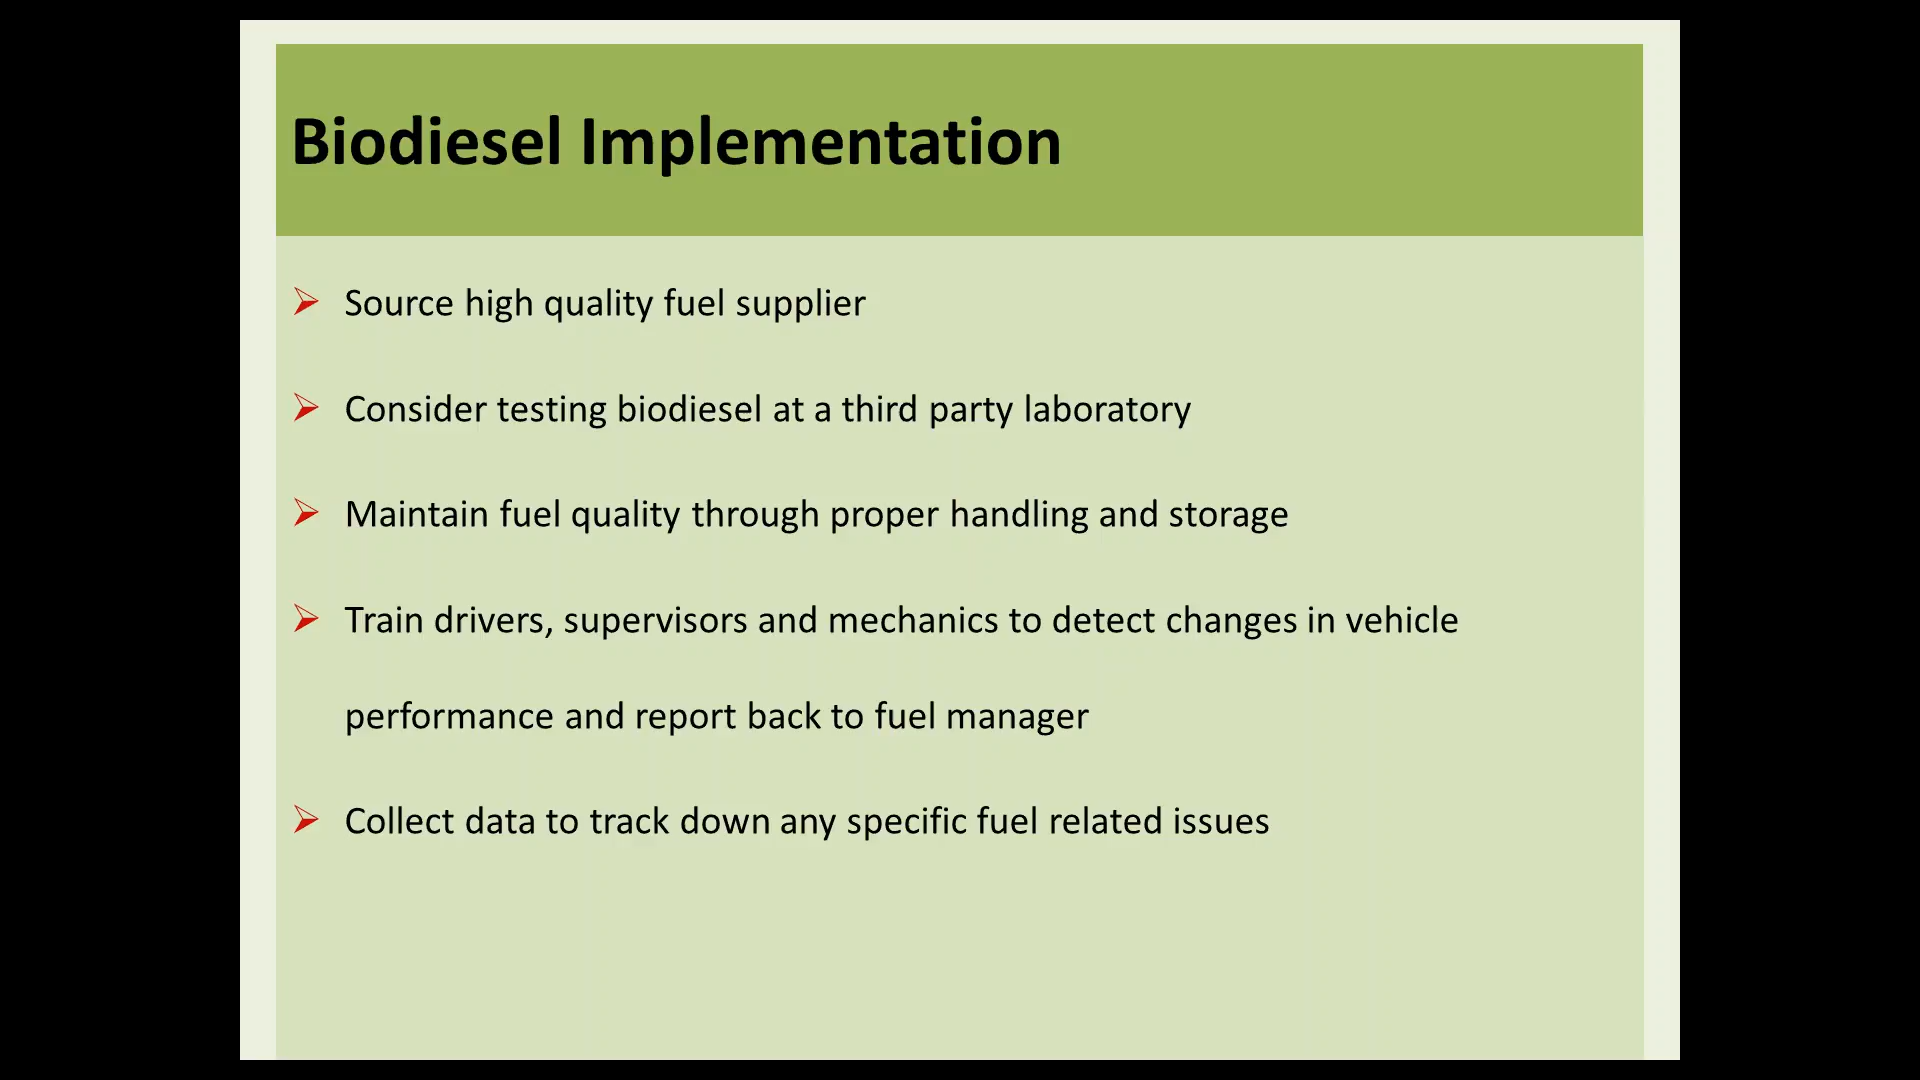 Biodiesel Implementation
Source high quality fuel supplier
Consider testing biodiesel at a third party laboratory
Maintain fuel quality through proper handling and storage
Train drivers, supervisors and mechanics to detect changes in vehicle
performance and report back to fuel manager
Collect data to track down any specific fuel related issues